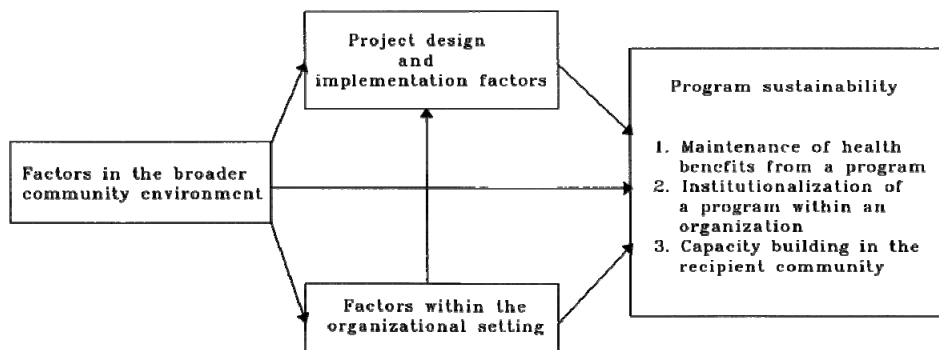 Project design
and
implementation factors
Factors in the broader
community environment
Factors within the
organizational setting
Program sustainability
1. Maintenance of health
benefits from a program
2. Institutionalization of
a program within an
organization
3. Capacity building in the
recipient community